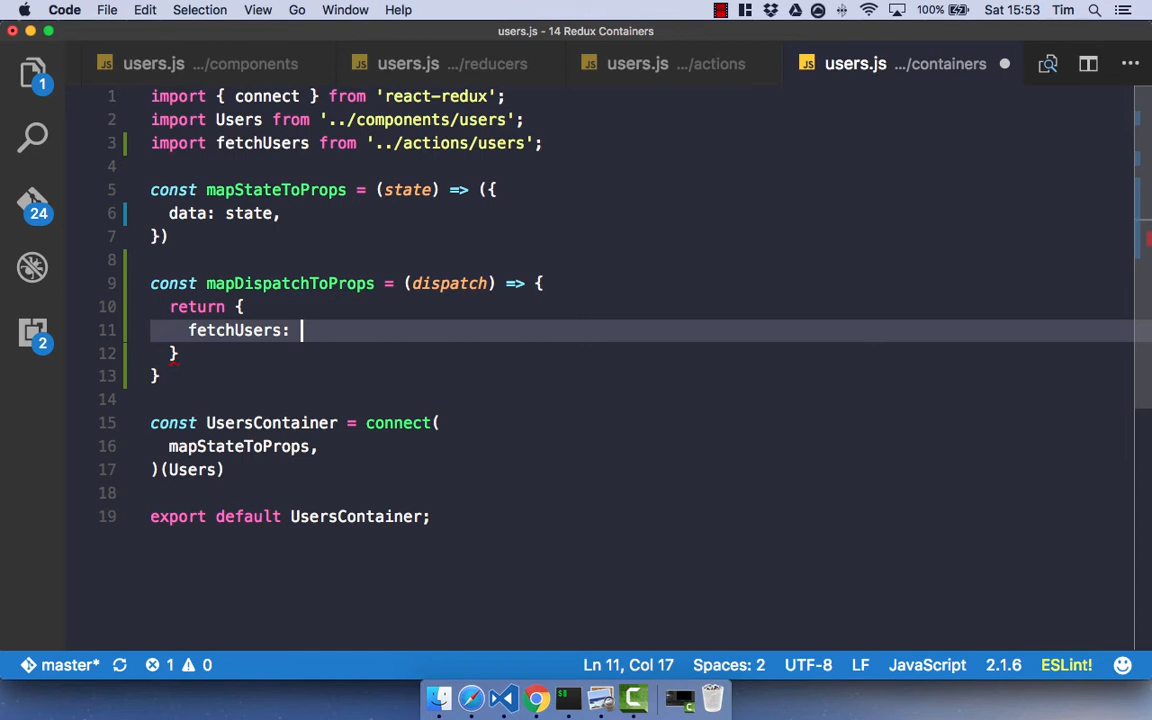 Code File Edit Selection View Go Window Help 100% Sat 15:53 Tim
users.js - 14 Redux Containers
JS users.js .../components JS users.js .../reducers JS users.js .../actions JS users.js .../containers
1 import { connect } from 'react-redux';
2 import Users from '../components/users';
3 import fetchUsers from '../actions/users';
4
5 const mapStateToProps = (state) => ({
6 data: state,
7 })
8
9 const mapDispatchToProps = (dispatch) => {
10 return {
11 fetchUsers:
12 }
13 }
14
15 const UsersContainer = connect(
16 mapStateToProps,
17 )(Users)
18
19 export default UsersContainer;
1
24
2
master* 1 0 Ln 11, Col 17 Spaces: 2 UTF-8 LF JavaScript 2.1.6 ESLint!